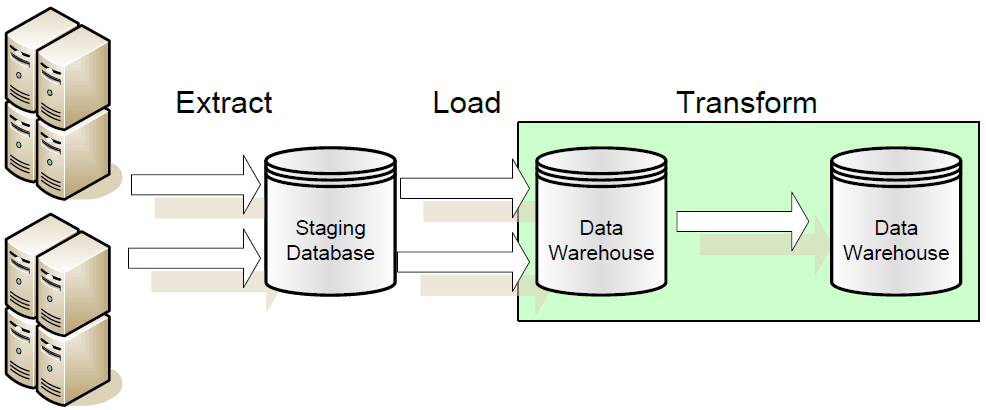 Extract
Load
Transform
Staging
Database
Data
Warehouse
Data
Warehouse